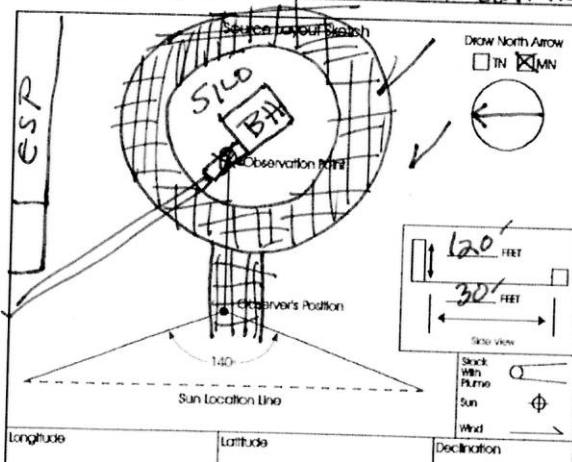 Source Layout Sketch
Draw North Arrow
TN MN
ESP
SILO
BH
Observation Point
120' FEET
30' FEET
Side View
Observer's Position
140
Sun Location Line
Stack
With
Plume
Sun
Wind
Longitude
Latitude
Declination